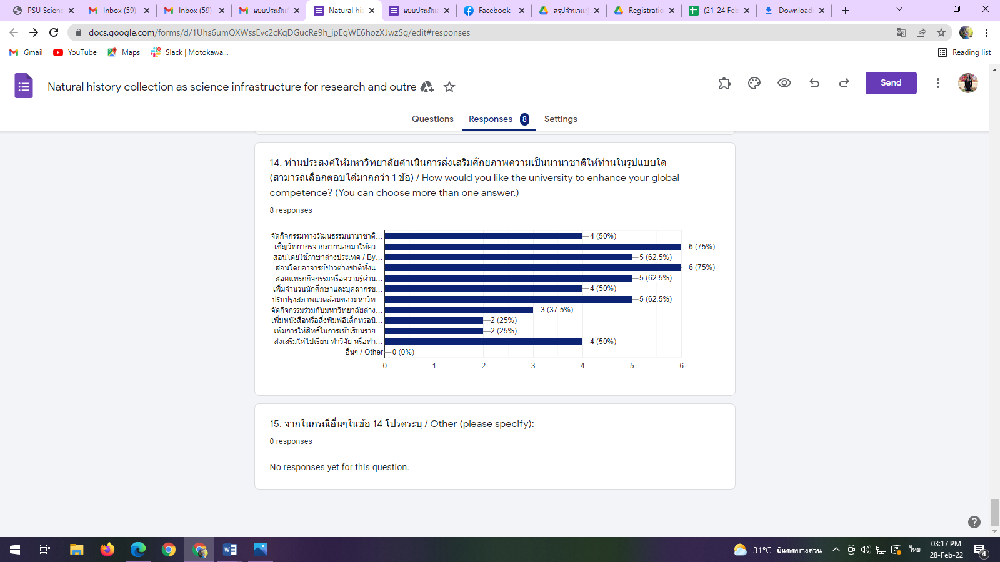 PSU Scienc
Inbox (59)
Inbox (59)
แบบประเมิน
Natural his
แบบประเมิน
Facebook
สรุปจำนวนผู้
Registratio
(21-24 Feb
Download
docs.google.com/forms/d/1Uhs6umQXWssEvc2cKqDGucRe9h_jpEgWE6hozXJwzSg/edit#responses
Gmail
YouTube
Maps
Slack | Motokawa...
Reading list
Natural history collection as science infrastructure for research and outre
Send
Questions
Responses 8
Settings
14. ท่านประสงค์ให้มหาวิทยาลัยดำเนินการส่งเสริมศักยภาพความเป็นนานาชาติให้ท่านในรูปแบบใด
(สามารถเลือกตอบได้มากกว่า 1 ข้อ) / How would you like the university to enhance your global
competence? (You can choose more than one answer.)
8 responses
จัดกิจกรรมทางวัฒนธรรมนานาชาติ... 4 (50%)
เชิญวิทยากรจากภายนอกมาให้คว... 6 (75%)
สอนโดยใช้ภาษาต่างประเทศ / By... 5 (62.5%)
สอนโดยอาจารย์ชาวต่างชาติทั้งแ... 6 (75%)
สอดแทรกกิจกรรมหรือความรู้ด้าน... 5 (62.5%)
เพิ่มจำนวนนักศึกษาและบุคลากรช... 4 (50%)
ปรับปรุงสภาพแวดล้อมของมหาวิท... 5 (62.5%)
จัดกิจกรรมร่วมกับมหาวิทยาลัยต่าง... 3 (37.5%)
เพิ่มหนังสือหรือสิ่งพิมพ์อิเล็กทรอนิ... 2 (25%)
เพิ่มการให้สิทธิ์ในการเข้าเรียนราย... 2 (25%)
ส่งเสริมให้ไปเรียน ทำวิจัย หรือทำ... 4 (50%)
อื่นๆ / Other 0 (0%)
0 1 2 3 4 5 6
15. จากในกรณีอื่นๆในข้อ 14 โปรดระบุ / Other (please specify):
0 responses
No responses yet for this question.
31°C มีแดดบางส่วน
ไทย
03:17 PM
28-Feb-22
4